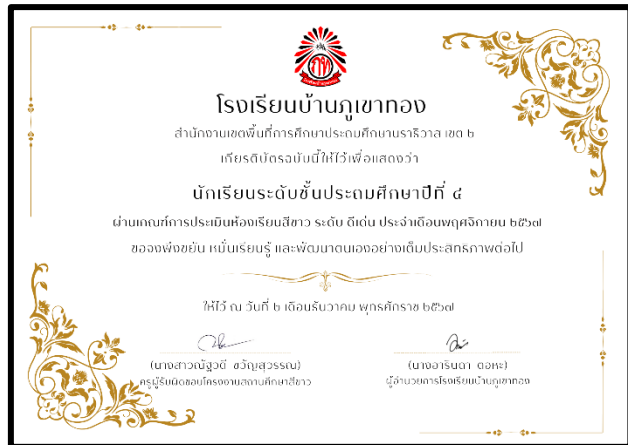 โรงเรียนบ้านภูเขาทอง
สำนักงานเขตพื้นที่การศึกษาประถมศึกษานราธิวาส เขต ๒
เกียรติบัตรฉบับนี้ให้ไว้เพื่อแสดงว่า
นักเรียนระดับชั้นประถมศึกษาปีที่ ๔
ผ่านเกณฑ์การประเมินห้องเรียนสีขาว ระดับ ดีเด่น ประจำเดือนพฤศจิกายน ๒๕๖๗
ขอจงพึงขยัน หมั่นเรียนรู้ และพัฒนาตนเองอย่างเต็มประสิทธิภาพต่อไป
ให้ไว้ ณ วันที่ ๒ เดือนธันวาคม พุทธศักราช ๒๕๖๗
(นางสาวณัฐวดี ขวัญสุวรรณ)
ครูผู้รับผิดชอบโครงงานสถานศึกษาสีขาว
(นางอารินดา ตอหะ)
ผู้อำนวยการโรงเรียนบ้านภูเขาทอง